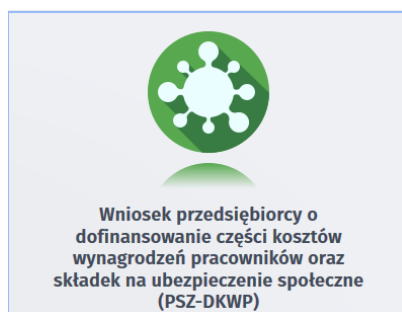 Wniosek przedsiębiorcy o
dofinansowanie części kosztów
wynagrodzeń pracowników oraz
składek na ubezpieczenie społeczne
(PSZ-DKWP)